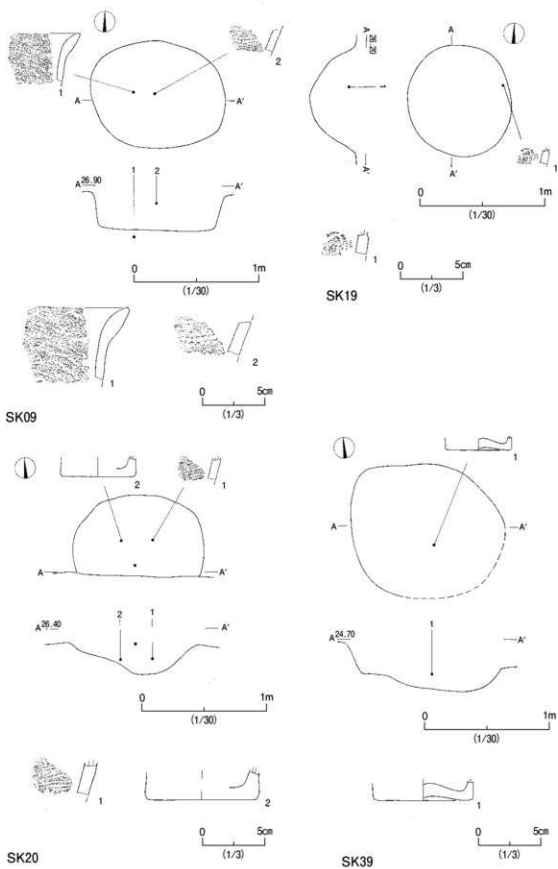 1
2
A
A'
1
2
A 26.90
A'
0
1m
(1/30)
1
2
0
5cm
(1/3)
SK09
A
26.20
1
A'
A
A'
1
0
1m
(1/30)
1
0
5cm
(1/3)
SK19
2
1
A
A'
A 26.40
2
1
A'
0
1m
(1/30)
1
2
0
5cm
(1/3)
SK20
1
A
A'
A 24.70
1
A'
0
1m
(1/30)
1
0
5cm
(1/3)
SK39